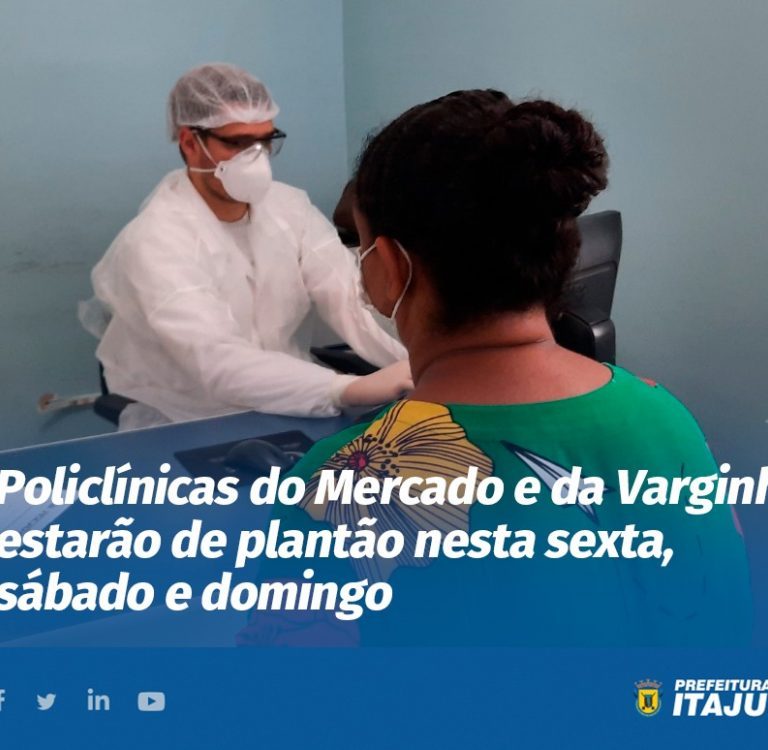 Policlínicas do Mercado e da Varginh
estarão de plantão nesta sexta,
sábado e domingo
PREFEITURA
ITAJU